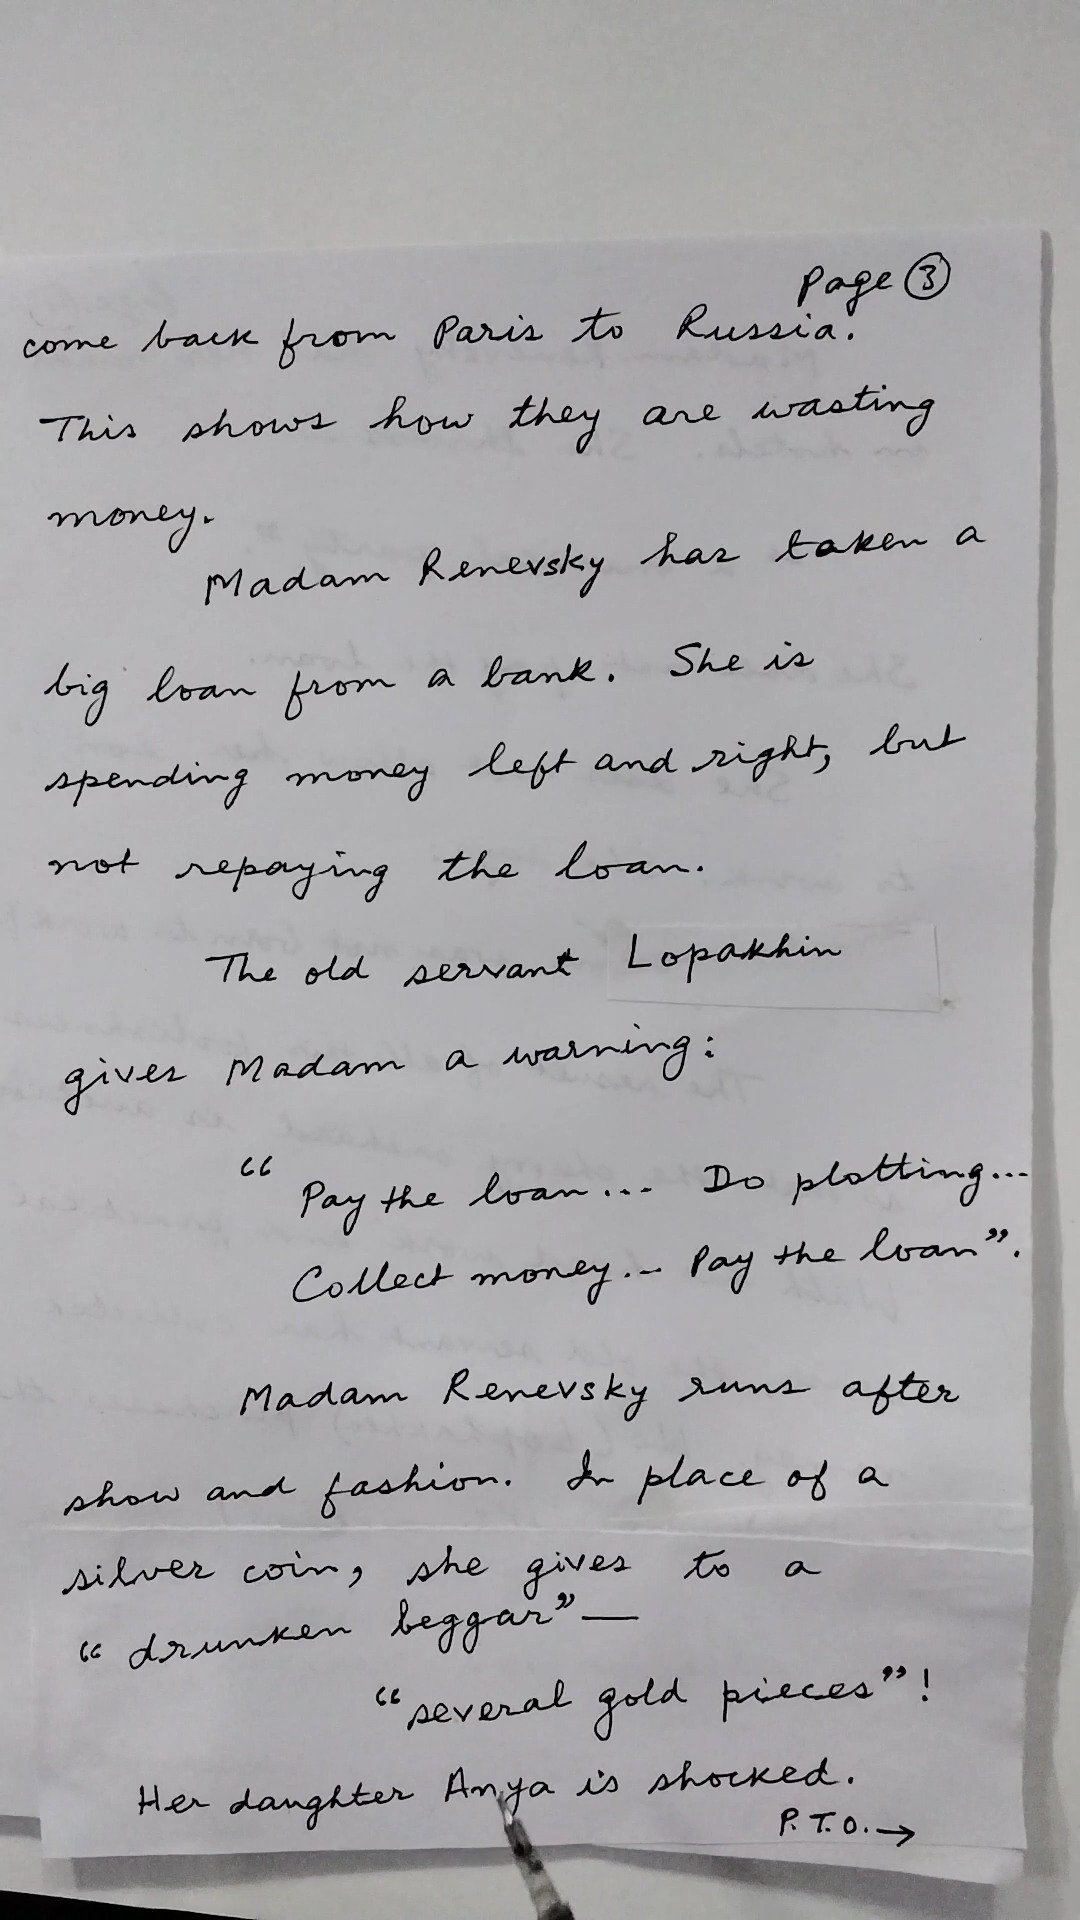 Page ③
come back from Paris to Russia.
This shows how they are wasting
money.
Madam Renevsky has taken a
big loan from a bank. She is
spending money left and right, but
not repaying the loan.
The old servant Lopakhin
gives Madam a warning:
“Pay the loan... Do plotting...
Collect money... Pay the loan”.
Madam Renevsky runs after
show and fashion. In place of a
silver coin, she gives to a
“drunken beggar” —
“several gold pieces”!
Her daughter Anya is shocked.
P.T.O. →